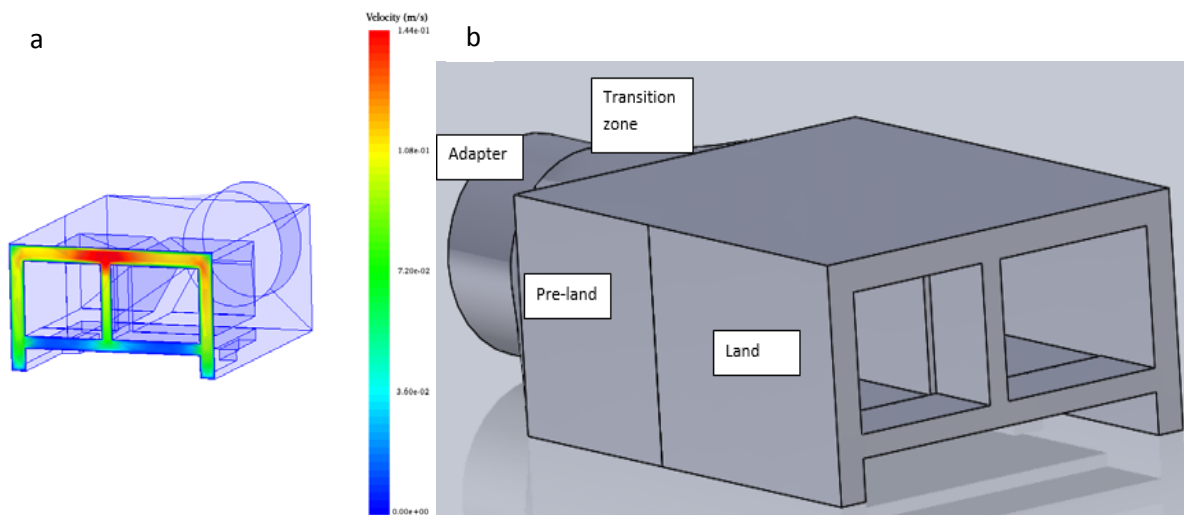 a
Velocity (m/s)
1.44e-01
1.08e-01
7.20e-02
3.60e-02
0.00e+00
b
Transition
zone
Adapter
Pre-land
Land